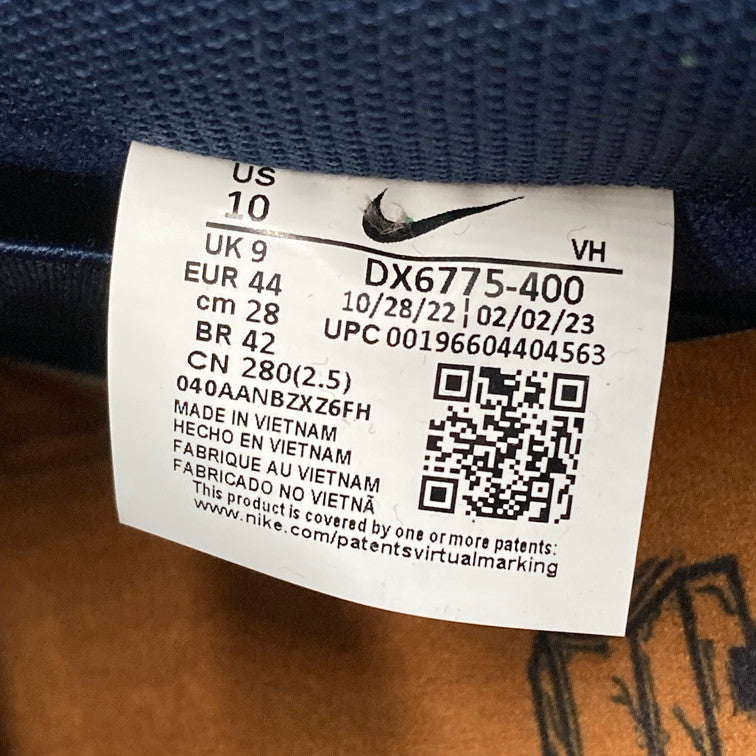 US
10
VH
UK 9
DX6775-400
EUR 44
10/28/22 | 02/02/23
cm 28
UPC 00196604404563
BR 42
CN 280(2.5)
040AANBZXZ6FH
MADE IN VIETNAM
HECHO EN VIETNAM
FABRIQUE AU VIETNAM
FABRICADO NO VIETNÃ
This product is covered by one or more patents:
www.nike.com/patentsvirtualmarking